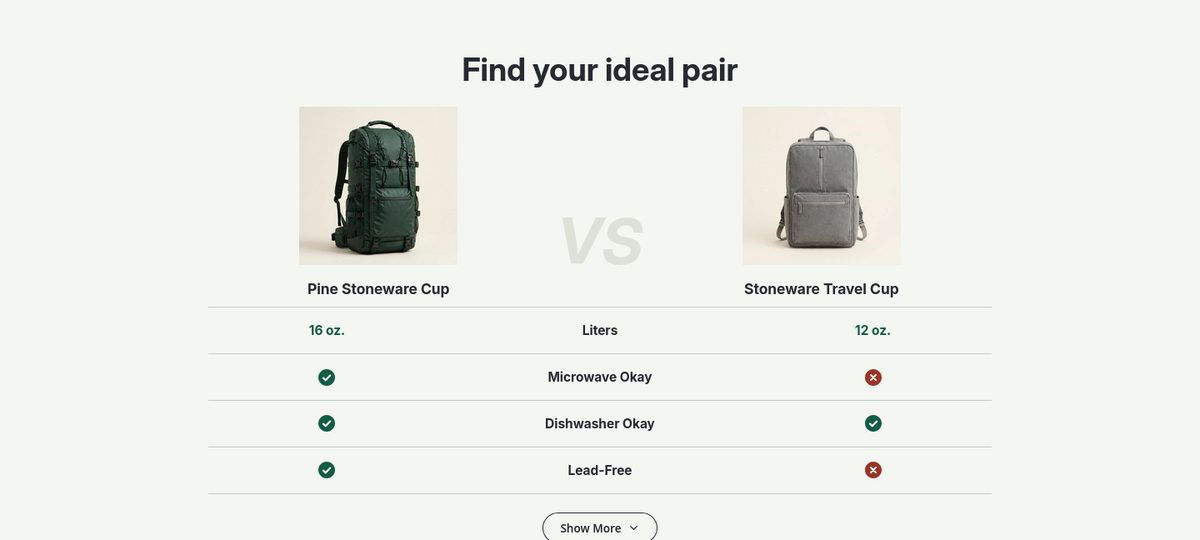 Find your ideal pair
VS
Pine Stoneware Cup
Stoneware Travel Cup
16 oz. Liters 12 oz.
Microwave Okay
Dishwasher Okay
Lead-Free
Show More